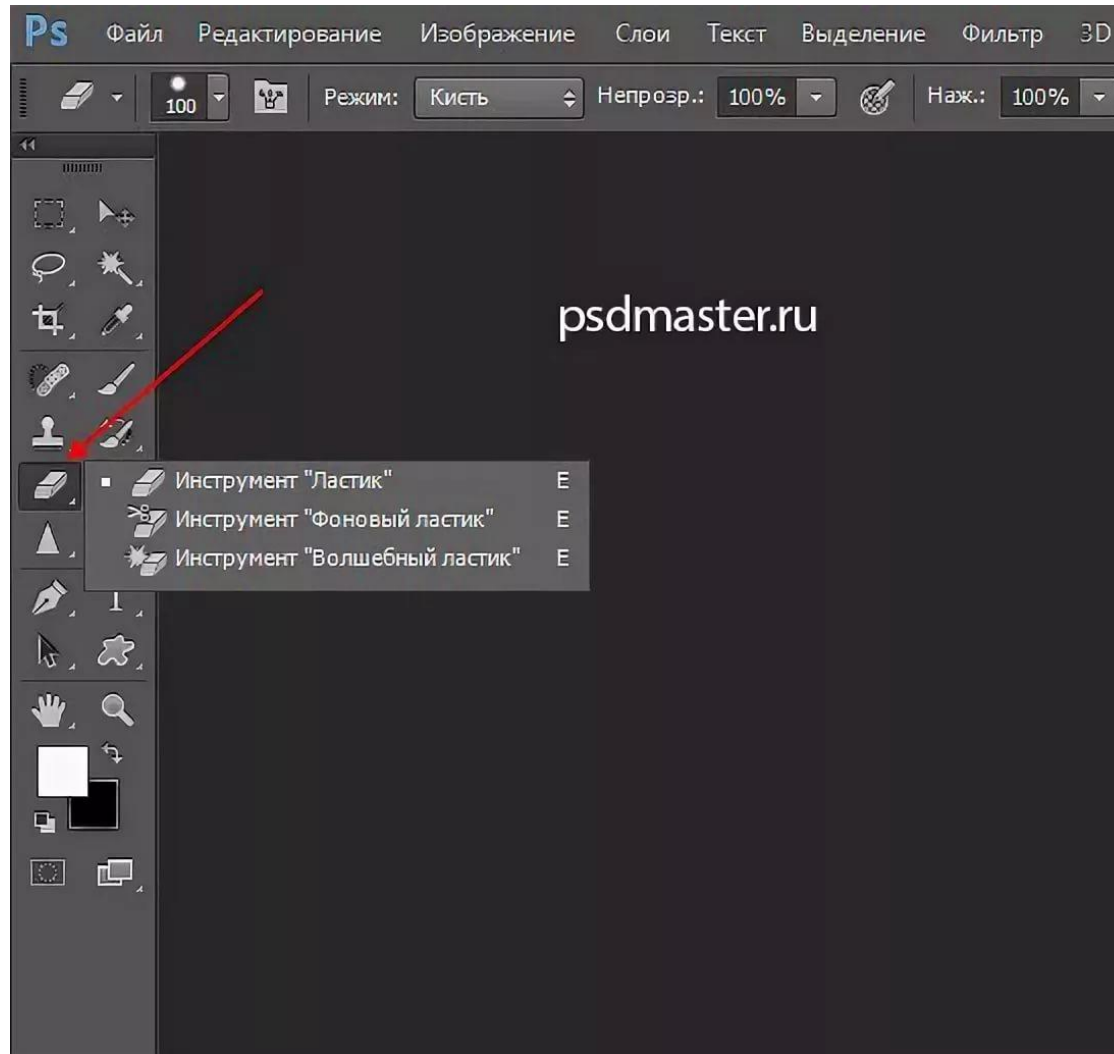 Ps Файл Редактирование Изображение Слои Текст Выделение Фильтр 3D
100 Режим: Кисть Непрозр.: 100% Наж.: 100%
psdmaster.ru
Инструмент "Ластик" E
Инструмент "Фоновый ластик" E
Инструмент "Волшебный ластик" E